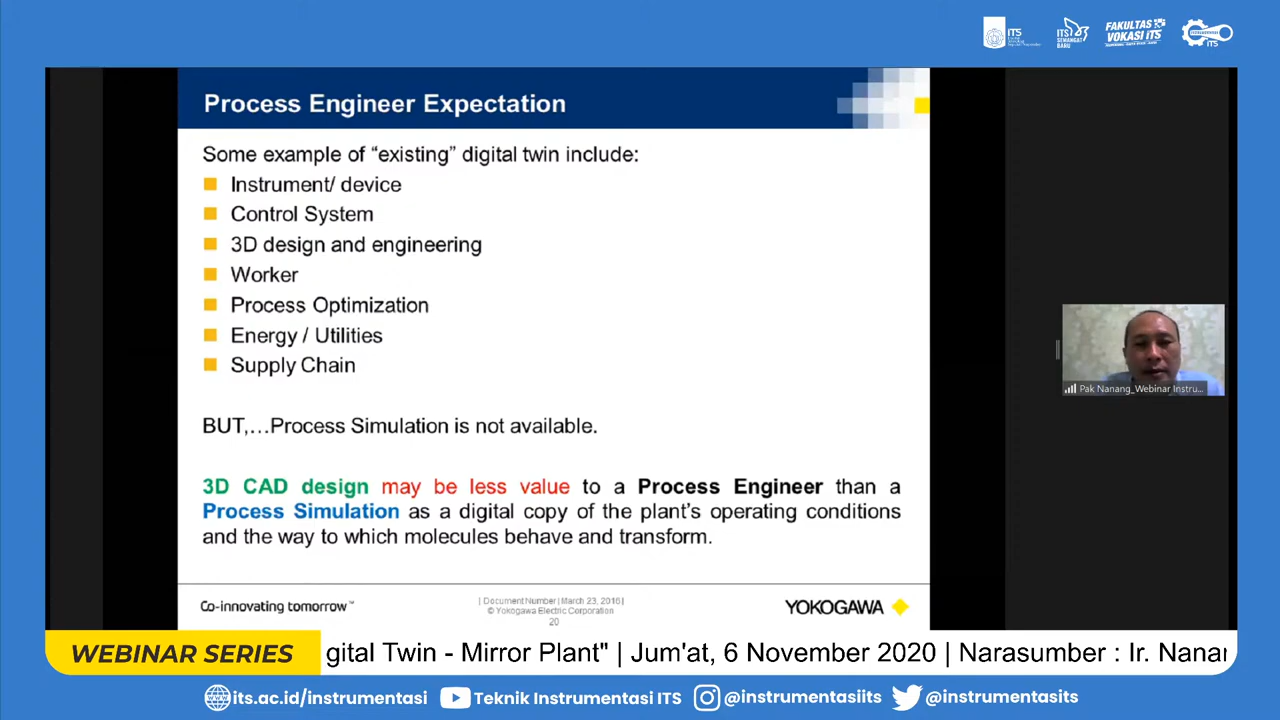 ITS
ITS
SEMANGAT
BARU
FAKULTAS
VOKASI ITS
ITS
Process Engineer Expectation
Some example of “existing” digital twin include:
Instrument/ device
Control System
3D design and engineering
Worker
Process Optimization
Energy / Utilities
Supply Chain
BUT,…Process Simulation is not available.
3D CAD design may be less value to a Process Engineer than a
Process Simulation as a digital copy of the plant’s operating conditions
and the way to which molecules behave and transform.
Pak Nanang_Webinar Instru...
Co-innovating tomorrow™
| Document Number | March 23, 2016 |
© Yokogawa Electric Corporation
20
YOKOGAWA
WEBINAR SERIES
gital Twin - Mirror Plant" | Jum'at, 6 November 2020 | Narasumber : Ir. Nanan
its.ac.id/instrumentasi
Teknik Instrumentasi ITS
@instrumentasiits
@instrumentasits